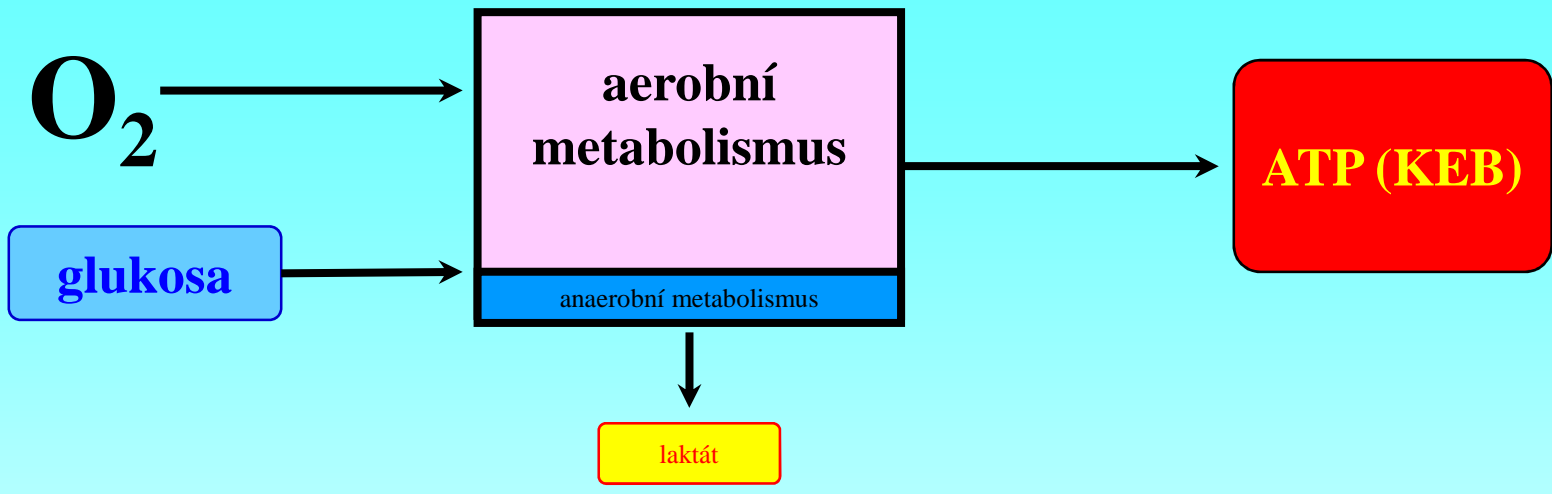 O₂
aerobní
metabolismus
ATP (KEB)
glukosa
anaerobní metabolismus
laktát